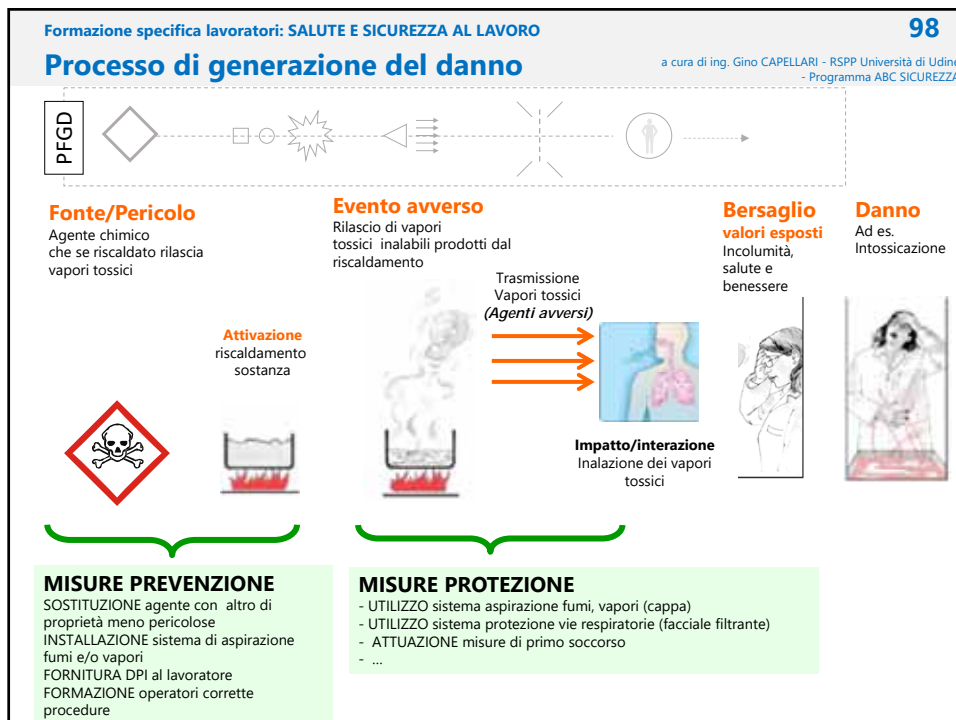 Formazione specifica lavoratori: SALUTE E SICUREZZA AL LAVORO
98
Processo di generazione del danno
a cura di ing. Gino CAPELLARI - RSPP Università di Udine
- Programma ABC SICUREZZA
PFGD
Fonte/Pericolo
Agente chimico
che se riscaldato rilascia
vapori tossici
Attivazione
riscaldamento
sostanza
Evento avverso
Rilascio di vapori
tossici inalabili prodotti dal
riscaldamento
Trasmissione
Vapori tossici
(Agenti avversi)
Impatto/interazione
Inalazione dei vapori
tossici
Bersaglio
valori esposti
Incolumità,
salute e
benessere
Danno
Ad es.
Intossicazione
MISURE PREVENZIONE
SOSTITUZIONE agente con altro di
proprietà meno pericolose
INSTALLAZIONE sistema di aspirazione
fumi e/o vapori
FORNITURA DPI al lavoratore
FORMAZIONE operatori corrette
procedure
MISURE PROTEZIONE
- UTILIZZO sistema aspirazione fumi, vapori (cappa)
- UTILIZZO sistema protezione vie respiratorie (facciale filtrante)
- ATTUAZIONE misure di primo soccorso
- ...